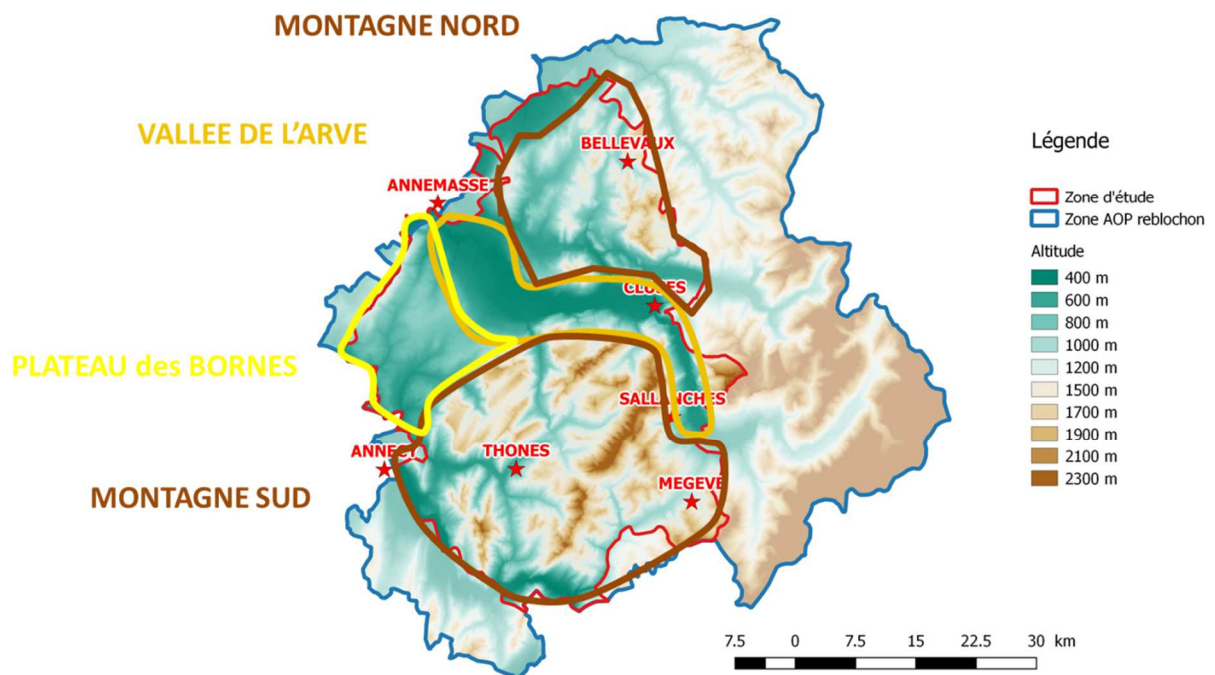 MONTAGNE NORD
VALLEE DE L'ARVE
BELLEVAUX
ANNEMASSE
CLUSES
PLATEAU des BORNES
SALLANCHES
ANNECY
THONES
MEGEVE
MONTAGNE SUD
Légende
Zone d'étude
Zone AOP reblochon
Altitude
400 m
600 m
800 m
1000 m
1200 m
1500 m
1700 m
1900 m
2100 m
2300 m
7.5 0 7.5 15 22.5 30 km